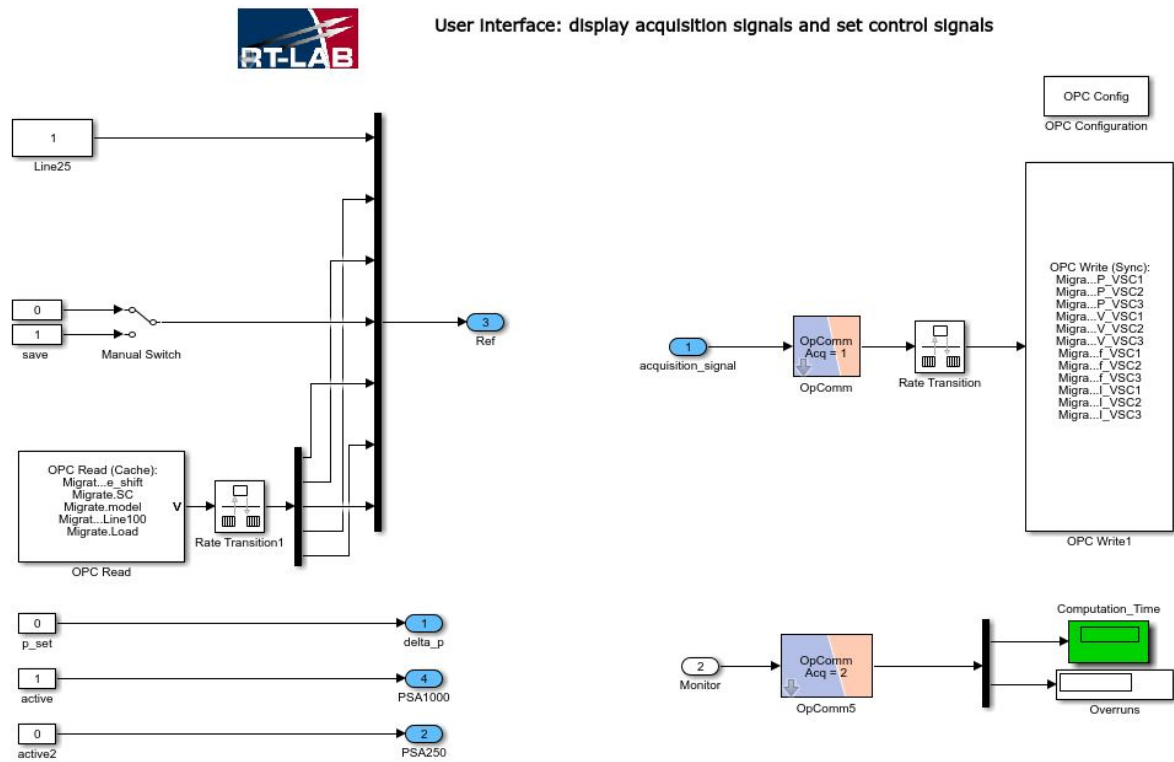 RT-LAB
User interface: display acquisition signals and set control signals
1
Line25
0
1
save
Manual Switch
OPC Read (Cache):
Migrat...e_shift
Migrate.SC
Migrate.model
Migrat...Line100
Migrate.Load
V
OPC Read
Rate Transition1
3
Ref
0
p_set
1
delta_p
1
active
4
PSA1000
0
active2
2
PSA250
OPC Config
OPC Configuration
1
acquisition_signal
OpComm
Acq = 1
OpComm
Rate Transition
OPC Write (Sync):
Migra...P_VSC1
Migra...P_VSC2
Migra...P_VSC3
Migra...V_VSC1
Migra...V_VSC2
Migra...V_VSC3
Migra...f_VSC1
Migra...f_VSC2
Migra...f_VSC3
Migra...I_VSC1
Migra...I_VSC2
Migra...I_VSC3
OPC Write1
2
Monitor
OpComm
Acq = 2
OpComm5
Computation_Time
Overruns